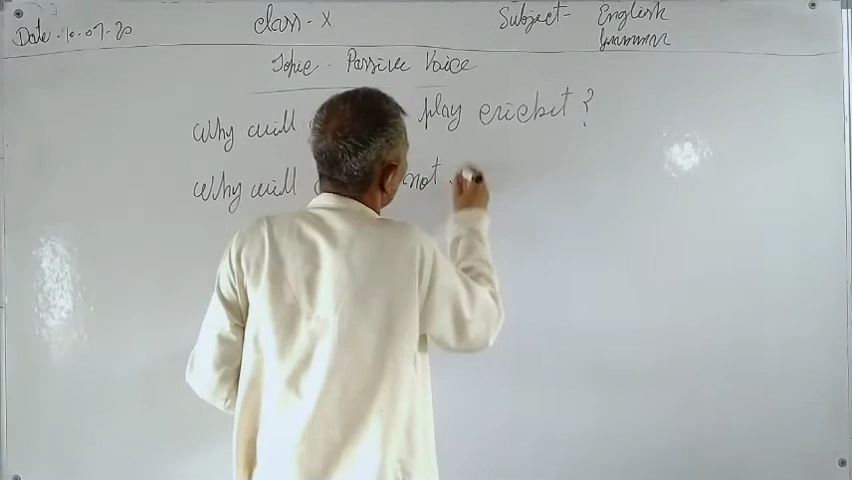 Date. 10-07-20 Class - X Subject - English
Grammar
Topic - Passive Voice
Why will play cricket ?
Why will not